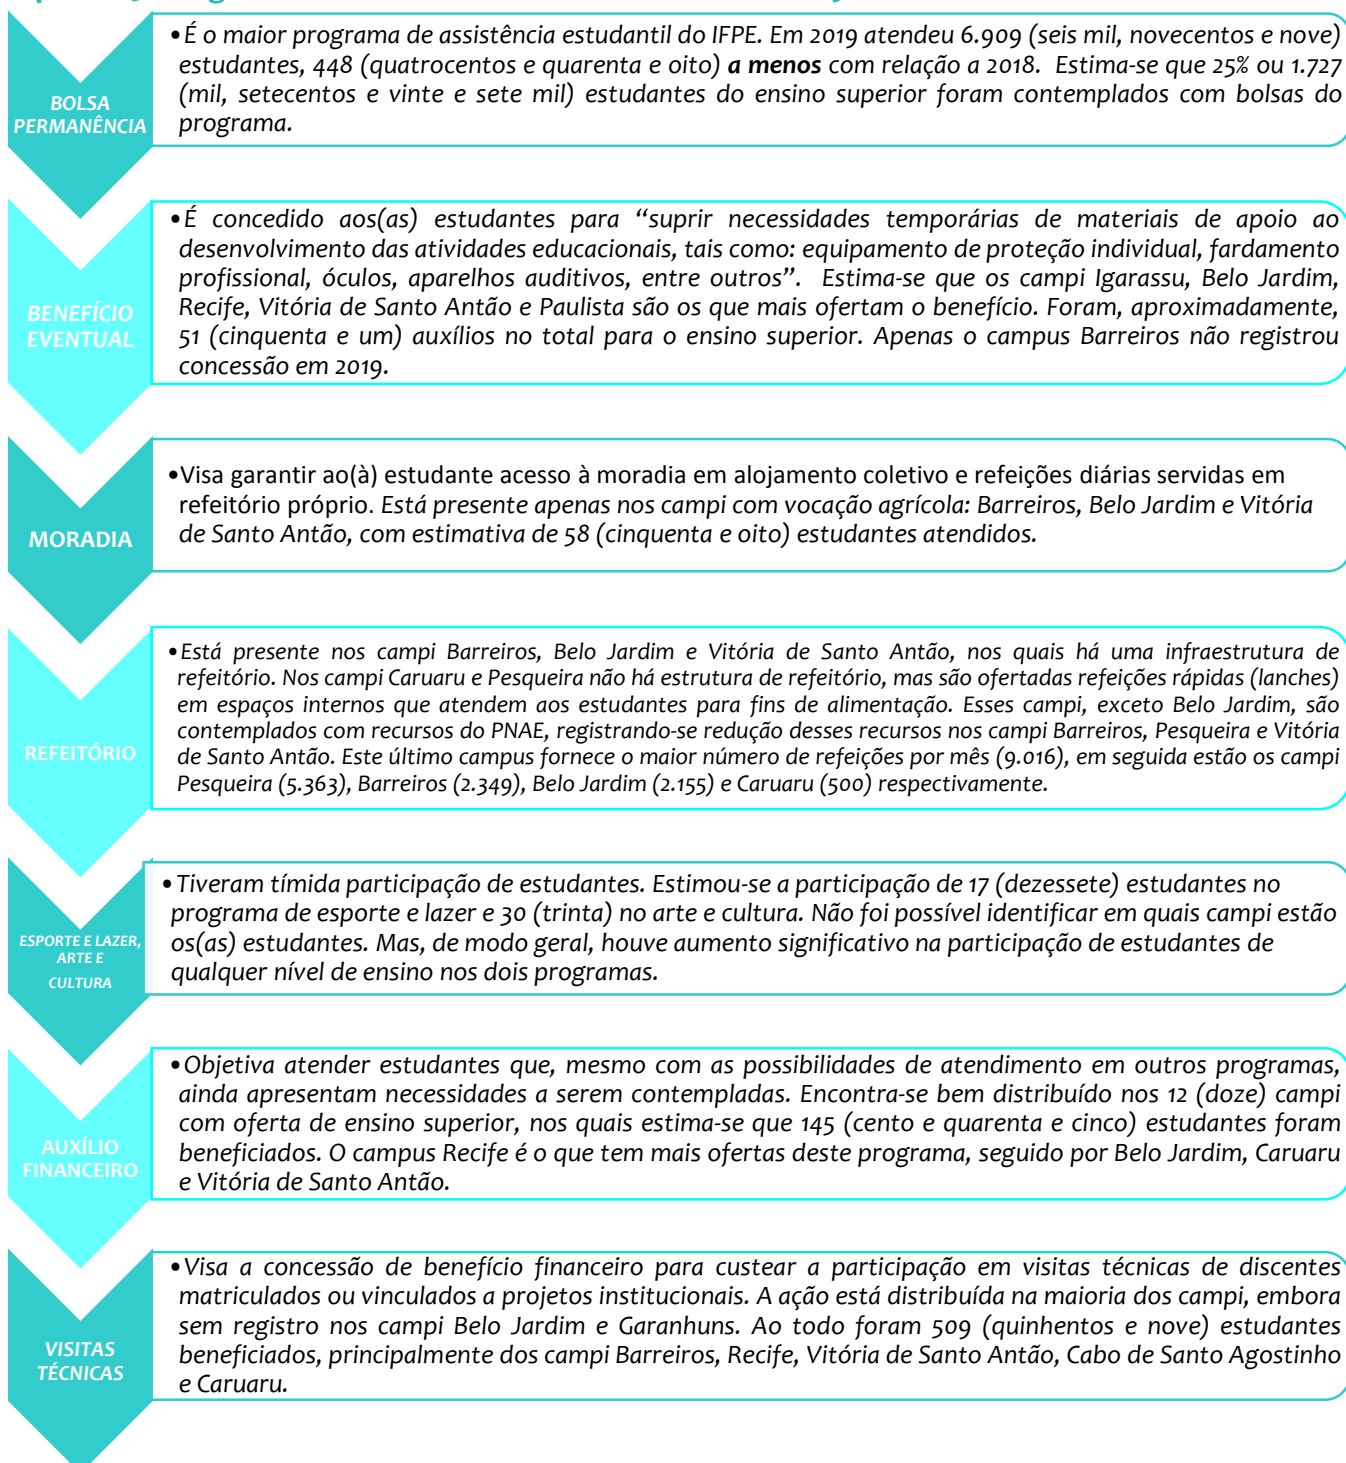 BOLSA
PERMANÊNCIA
•É o maior programa de assistência estudantil do IFPE. Em 2019 atendeu 6.909 (seis mil, novecentos e nove)
estudantes, 448 (quatrocentos e quarenta e oito) a menos com relação a 2018. Estima-se que 25% ou 1.727
(mil, setecentos e vinte e sete mil) estudantes do ensino superior foram contemplados com bolsas do
programa.
BENEFÍCIO
EVENTUAL
•É concedido aos(as) estudantes para “suprir necessidades temporárias de materiais de apoio ao
desenvolvimento das atividades educacionais, tais como: equipamento de proteção individual, fardamento
profissional, óculos, aparelhos auditivos, entre outros”. Estima-se que os campi Igarassu, Belo Jardim,
Recife, Vitória de Santo Antão e Paulista são os que mais ofertam o benefício. Foram, aproximadamente,
51 (cinquenta e um) auxílios no total para o ensino superior. Apenas o campus Barreiros não registrou
concessão em 2019.
MORADIA
•Visa garantir ao(à) estudante acesso à moradia em alojamento coletivo e refeições diárias servidas em
refeitório próprio. Está presente apenas nos campi com vocação agrícola: Barreiros, Belo Jardim e Vitória
de Santo Antão, com estimativa de 58 (cinquenta e oito) estudantes atendidos.
REFEITÓRIO
•Está presente nos campi Barreiros, Belo Jardim e Vitória de Santo Antão, nos quais há uma infraestrutura de
refeitório. Nos campi Caruaru e Pesqueira não há estrutura de refeitório, mas são ofertadas refeições rápidas (lanches)
em espaços internos que atendem aos estudantes para fins de alimentação. Esses campi, exceto Belo Jardim, são
contemplados com recursos do PNAE, registrando-se redução desses recursos nos campi Barreiros, Pesqueira e Vitória
de Santo Antão. Este último campus fornece o maior número de refeições por mês (9.016), em seguida estão os campi
Pesqueira (5.363), Barreiros (2.349), Belo Jardim (2.155) e Caruaru (500) respectivamente.
ESPORTE E LAZER,
ARTE E
CULTURA
•Tiveram tímida participação de estudantes. Estimou-se a participação de 17 (dezessete) estudantes no
programa de esporte e lazer e 30 (trinta) no arte e cultura. Não foi possível identificar em quais campi estão
os(as) estudantes. Mas, de modo geral, houve aumento significativo na participação de estudantes de
qualquer nível de ensino nos dois programas.
AUXÍLIO
FINANCEIRO
•Objetiva atender estudantes que, mesmo com as possibilidades de atendimento em outros programas,
ainda apresentam necessidades a serem contempladas. Encontra-se bem distribuído nos 12 (doze) campi
com oferta de ensino superior, nos quais estima-se que 145 (cento e quarenta e cinco) estudantes foram
beneficiados. O campus Recife é o que tem mais ofertas deste programa, seguido por Belo Jardim, Caruaru
e Vitória de Santo Antão.
VISITAS
TÉCNICAS
•Visa a concessão de benefício financeiro para custear a participação em visitas técnicas de discentes
matriculados ou vinculados a projetos institucionais. A ação está distribuída na maioria dos campi, embora
sem registro nos campi Belo Jardim e Garanhuns. Ao todo foram 509 (quinhentos e nove) estudantes
beneficiados, principalmente dos campi Barreiros, Recife, Vitória de Santo Antão, Cabo de Santo Agostinho
e Caruaru.